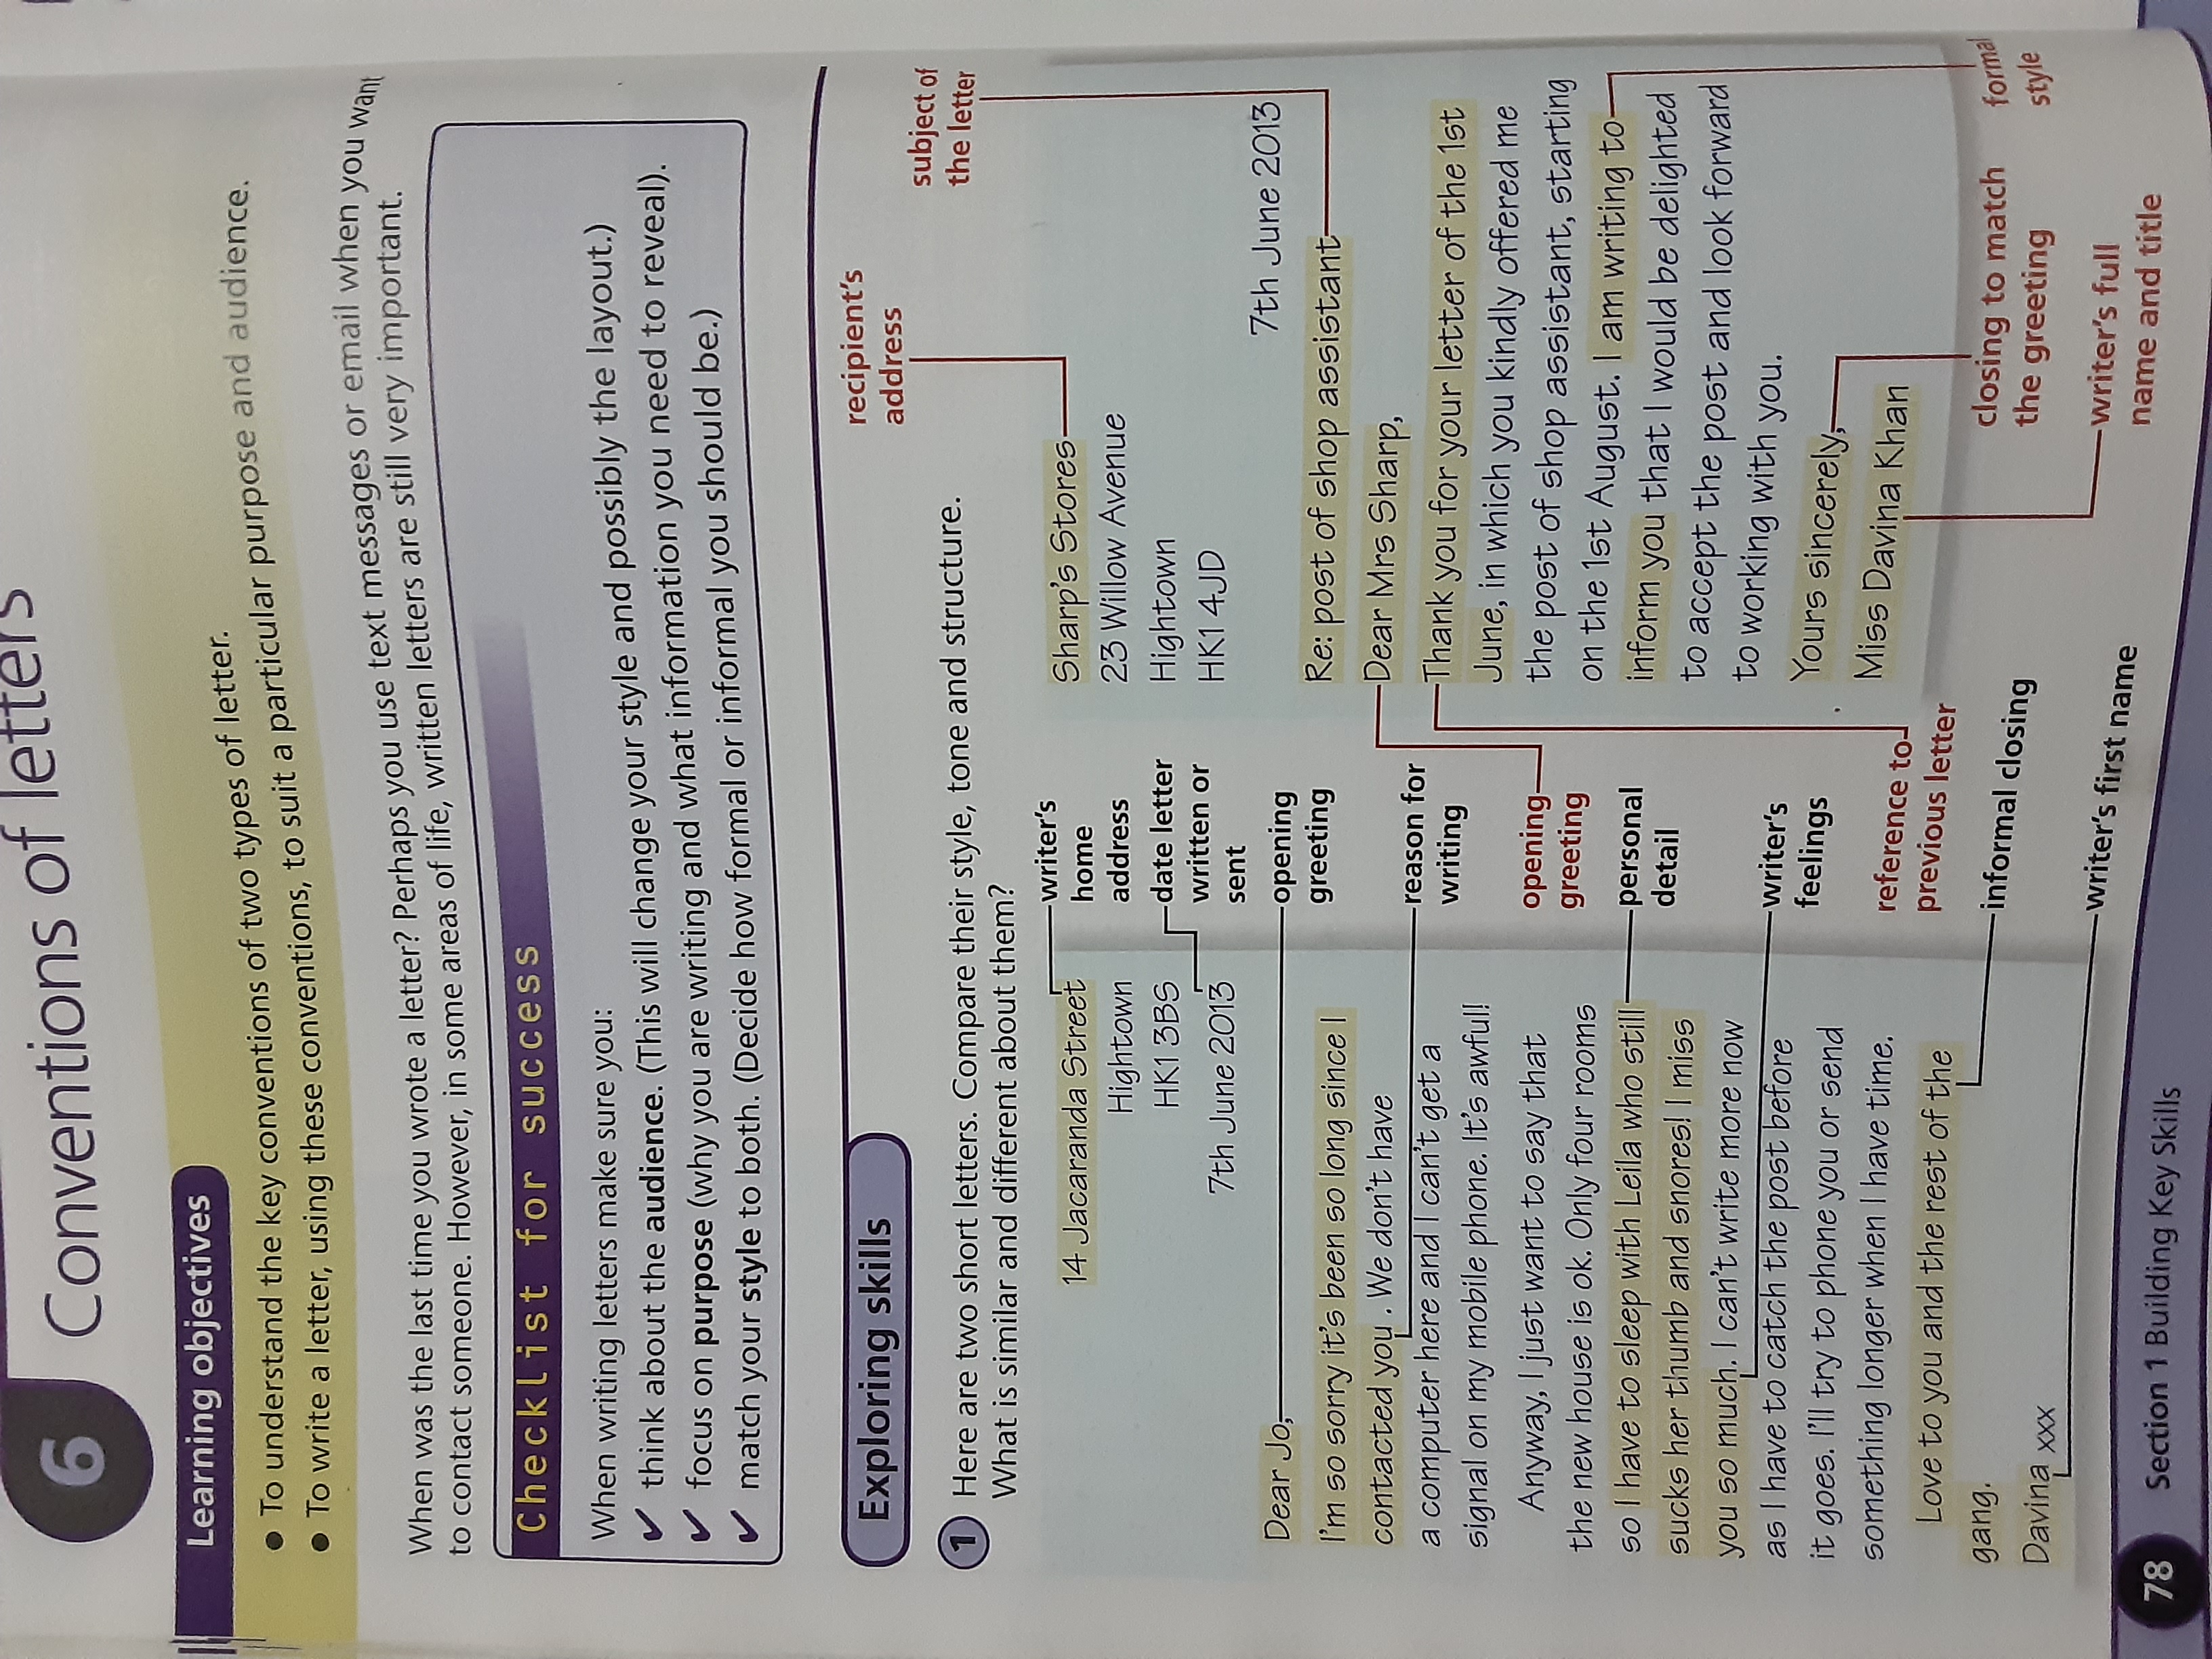 6
Conventions of letters
Learning objectives
● To understand the key conventions of two types of letter.
● To write a letter, using these conventions, to suit a particular purpose and audience.
When was the last time you wrote a letter? Perhaps you use text messages or email when you want
to contact someone. However, in some areas of life, written letters are still very important.
Checklist for success
When writing letters make sure you:
✔ think about the audience. (This will change your style and possibly the layout.)
✔ focus on purpose (why you are writing and what information you need to reveal).
✔ match your style to both. (Decide how formal or informal you should be.)
Exploring skills
1 Here are two short letters. Compare their style, tone and structure.
What is similar and different about them?
14 Jacaranda Street
Hightown
HK1 3BS
7th June 2013
Dear Jo,
I'm so sorry it's been so long since I
contacted you . We don't have
a computer here and I can't get a
signal on my mobile phone. It's awful!
Anyway, I just want to say that
the new house is ok. Only four rooms
so I have to sleep with Leila who still
sucks her thumb and snores! I miss
you so much. I can't write more now
as I have to catch the post before
it goes. I'll try to phone you or send
something longer when I have time.
Love to you and the rest of the
gang.
Davina xxx
writer's
home
address
date letter
written or
sent
opening
greeting
reason for
writing
opening
greeting
personal
detail
writer's
feelings
reference to
previous letter
informal closing
writer's first name
recipient's
address
subject of
the letter
Sharp's Stores
23 Willow Avenue
Hightown
HK1 4JD
7th June 2013
Re: post of shop assistant
Dear Mrs Sharp,
Thank you for your letter of the 1st
June, in which you kindly offered me
the post of shop assistant, starting
on the 1st August. I am writing to
inform you that I would be delighted
to accept the post and look forward
to working with you.
Yours sincerely,
Miss Davina Khan
closing to match
the greeting
formal
style
writer's full
name and title
78
Section 1 Building Key Skills